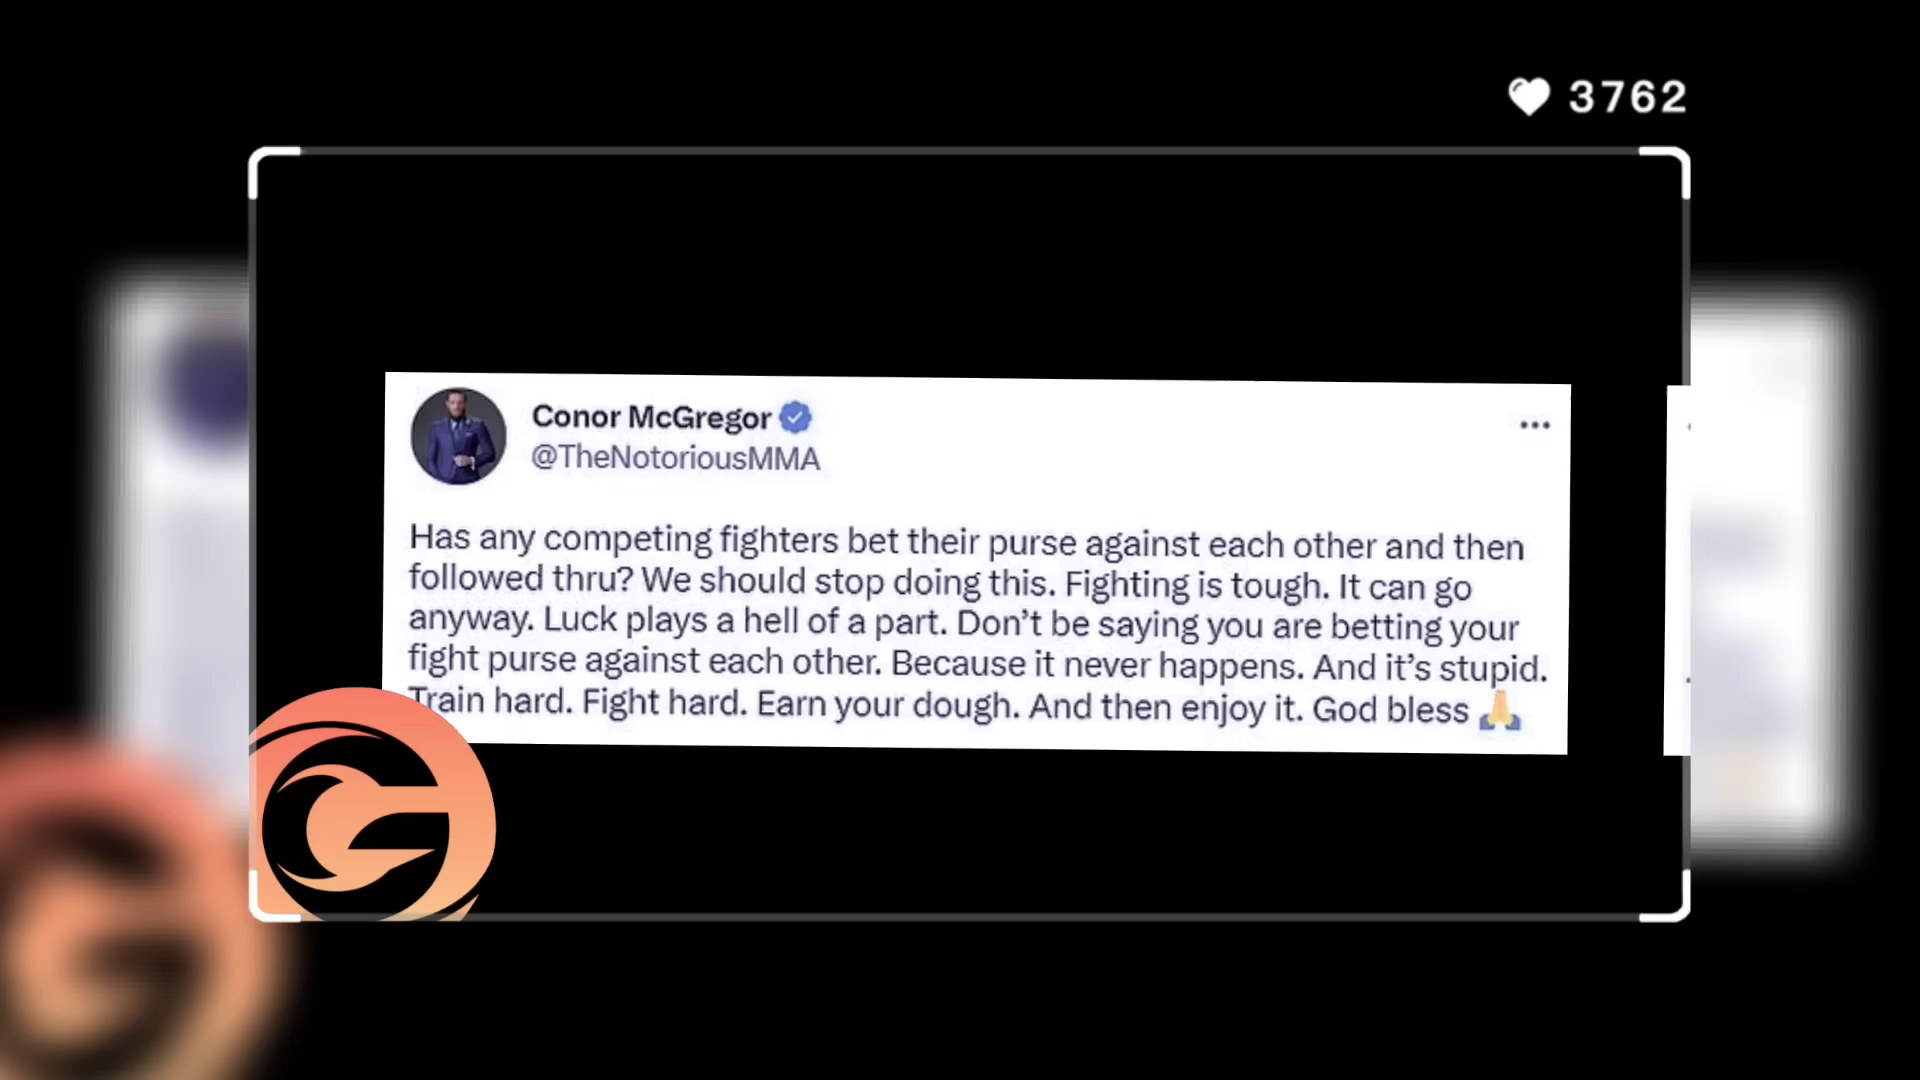 3762
Conor McGregor
@TheNotoriousMMA
Has any competing fighters bet their purse against each other and then
followed thru? We should stop doing this. Fighting is tough. It can go
anyway. Luck plays a hell of a part. Don’t be saying you are betting your
fight purse against each other. Because it never happens. And it’s stupid.
Train hard. Fight hard. Earn your dough. And then enjoy it. God bless 🙏